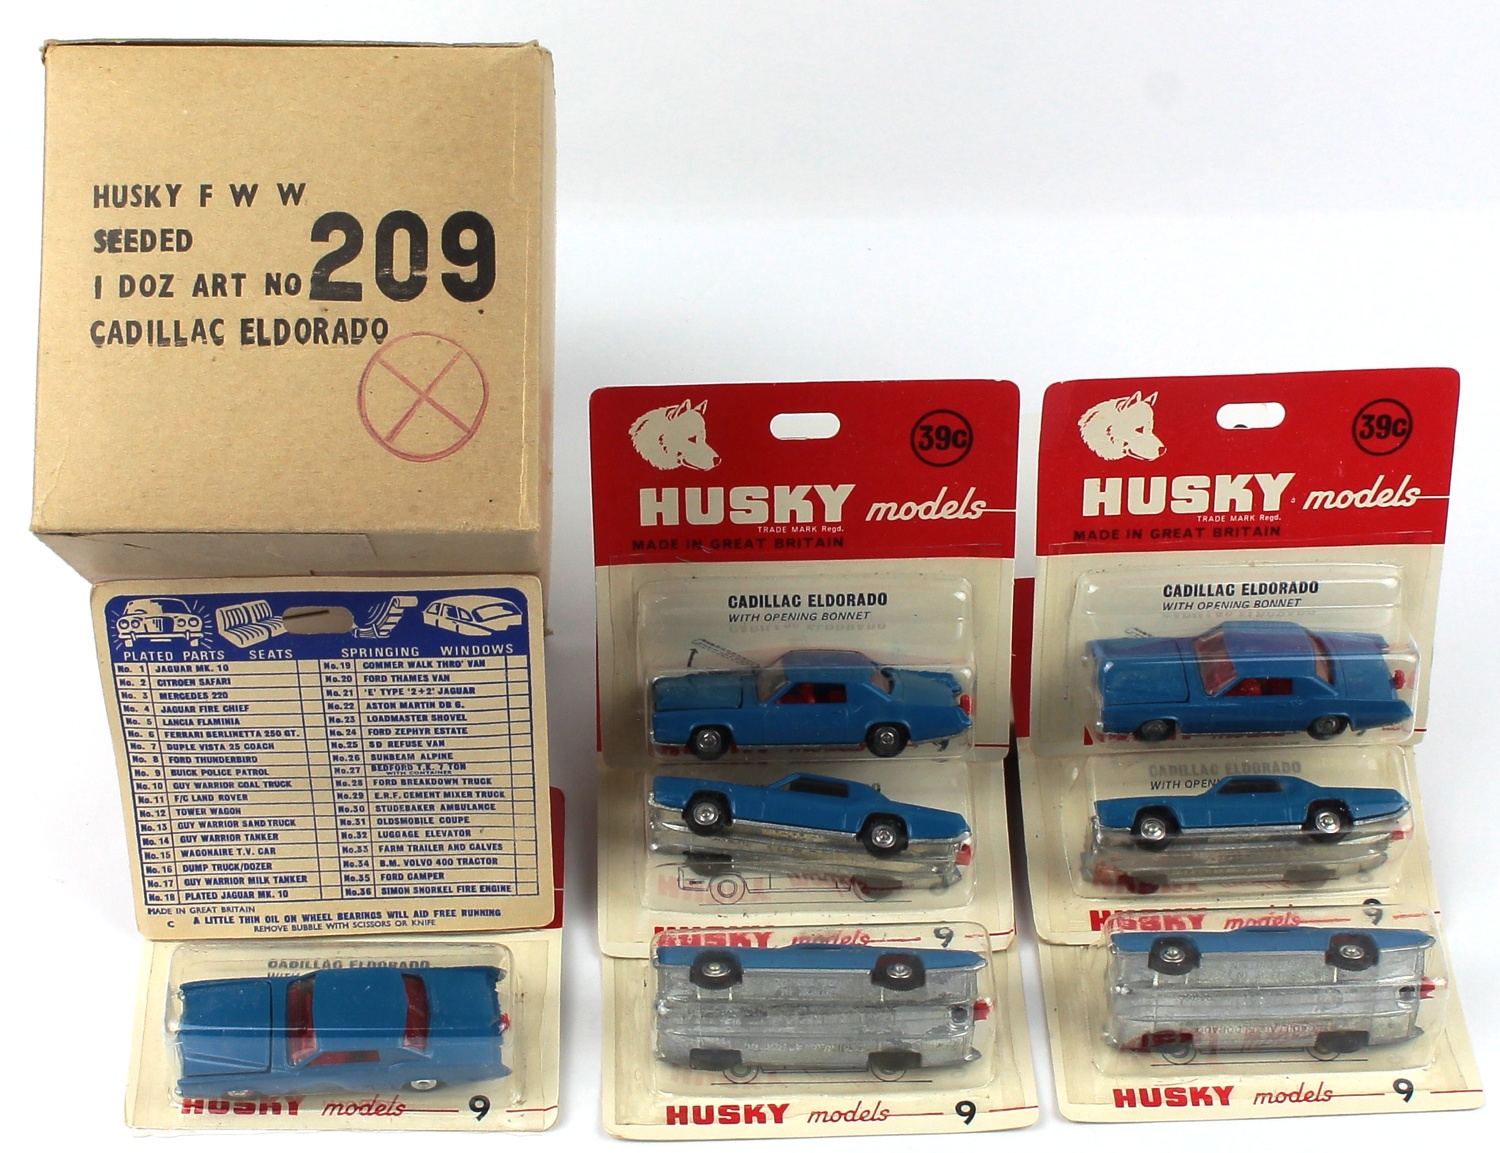 HUSKY F W W
SEEDED
1 DOZ ART NO 209
CADILLAC ELDORADO
PLATED PARTS SEATS SPRINGING WINDOWS
No. 1 JAGUAR MK. 10
No. 2 CITROEN SAFARI
No. 3 MERCEDES 220
No. 4 JAGUAR FIRE CHIEF
No. 5 LANCIA FLAMINIA
No. 6 FERRARI BERLINETTA 250 GT.
No. 7 DUPLE VISTA 25 COACH
No. 8 FORD THUNDERBIRD
No. 9 BUICK POLICE PATROL
No. 10 GUY WARRIOR COAL TRUCK
No. 11 F/C LAND ROVER
No. 12 TOWER WAGON
No. 13 GUY WARRIOR SAND TRUCK
No. 14 GUY WARRIOR TANKER
No. 15 WAGONAIRE T.V. CAR
No. 16 DUMP TRUCK/DOZER
No. 17 GUY WARRIOR MILK TANKER
No. 18 PLATED JAGUAR MK. 10
No. 19 COMMER WALK THRO' VAN
No. 20 FORD THAMES VAN
No. 21 'E' TYPE '2+2' JAGUAR
No. 22 ASTON MARTIN DB 6.
No. 23 LOADMASTER SHOVEL
No. 24 FORD ZEPHYR ESTATE
No. 25 SD REFUSE VAN
No. 26 SUNBEAM ALPINE
No. 27 BEDFORD T.K. 7 TON
WITH CONTAINER
No. 28 FORD BREAKDOWN TRUCK
No. 29 E.R.F. CEMENT MIXER TRUCK
No. 30 STUDEBAKER AMBULANCE
No. 31 OLDSMOBILE COUPE
No. 32 LUGGAGE ELEVATOR
No. 33 FARM TRAILER AND CALVES
No. 34 B.M. VOLVO 400 TRACTOR
No. 35 FORD CAMPER
No. 36 SIMON SNORKEL FIRE ENGINE
MADE IN GREAT BRITAIN
C A LITTLE THIN OIL ON WHEEL BEARINGS WILL AID FREE RUNNING
REMOVE BUBBLE WITH SCISSORS OR KNIFE
CADILLAC ELDORADO
HUSKY models 9
39c
HUSKY models
TRADE MARK Regd.
MADE IN GREAT BRITAIN
CADILLAC ELDORADO
WITH OPENING BONNET
HUSKY models 9
HUSKY models 9
39c
HUSKY models
TRADE MARK Regd.
MADE IN GREAT BRITAIN
CADILLAC ELDORADO
WITH OPENING BONNET
CADILLAC ELDORADO
WITH OPEN
HUSKY models 9
HUSKY models 9